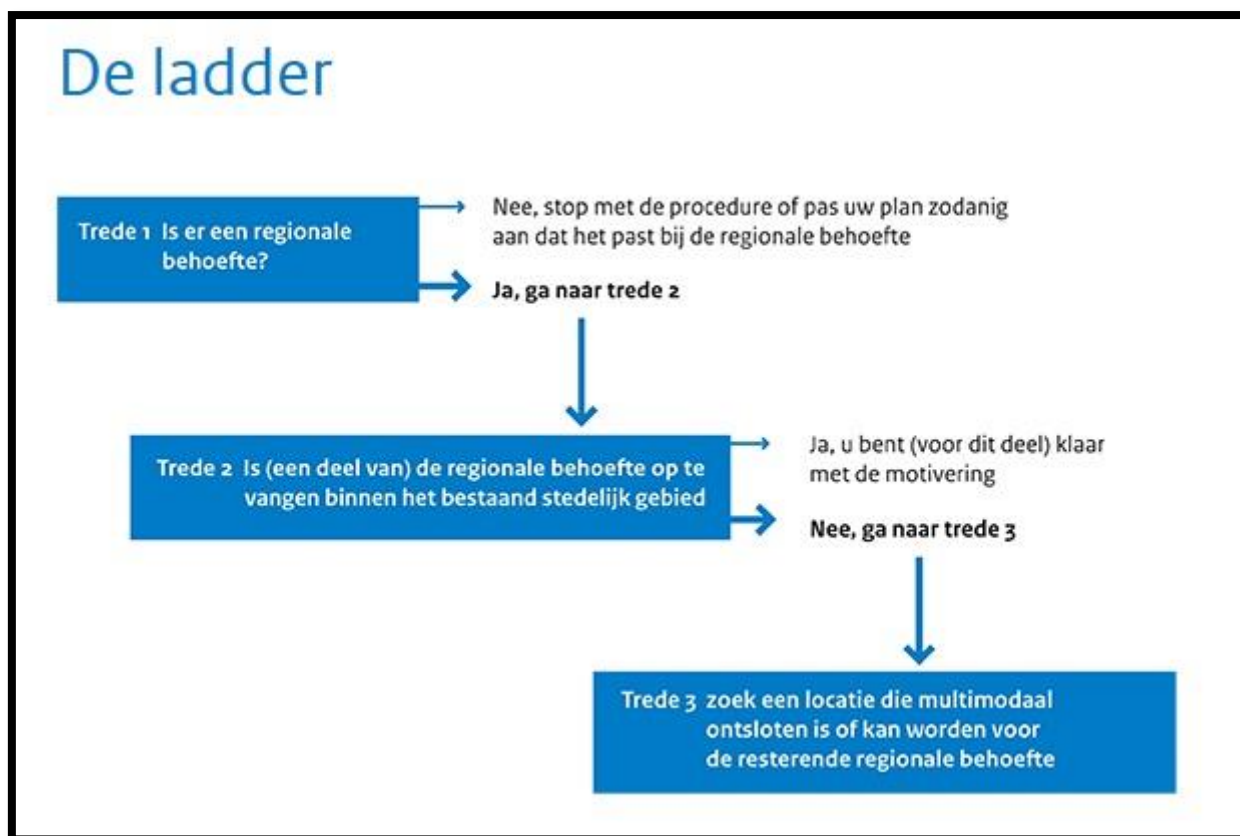 De ladder
Trede 1 Is er een regionale
behoefte?
Nee, stop met de procedure of pas uw plan zodanig
aan dat het past bij de regionale behoefte
Ja, ga naar trede 2
Trede 2 Is (een deel van) de regionale behoefte op te
vangen binnen het bestaand stedelijk gebied
Ja, u bent (voor dit deel) klaar
met de motivering
Nee, ga naar trede 3
Trede 3 zoek een locatie die multimodaal
ontsloten is of kan worden voor
de resterende regionale behoefte